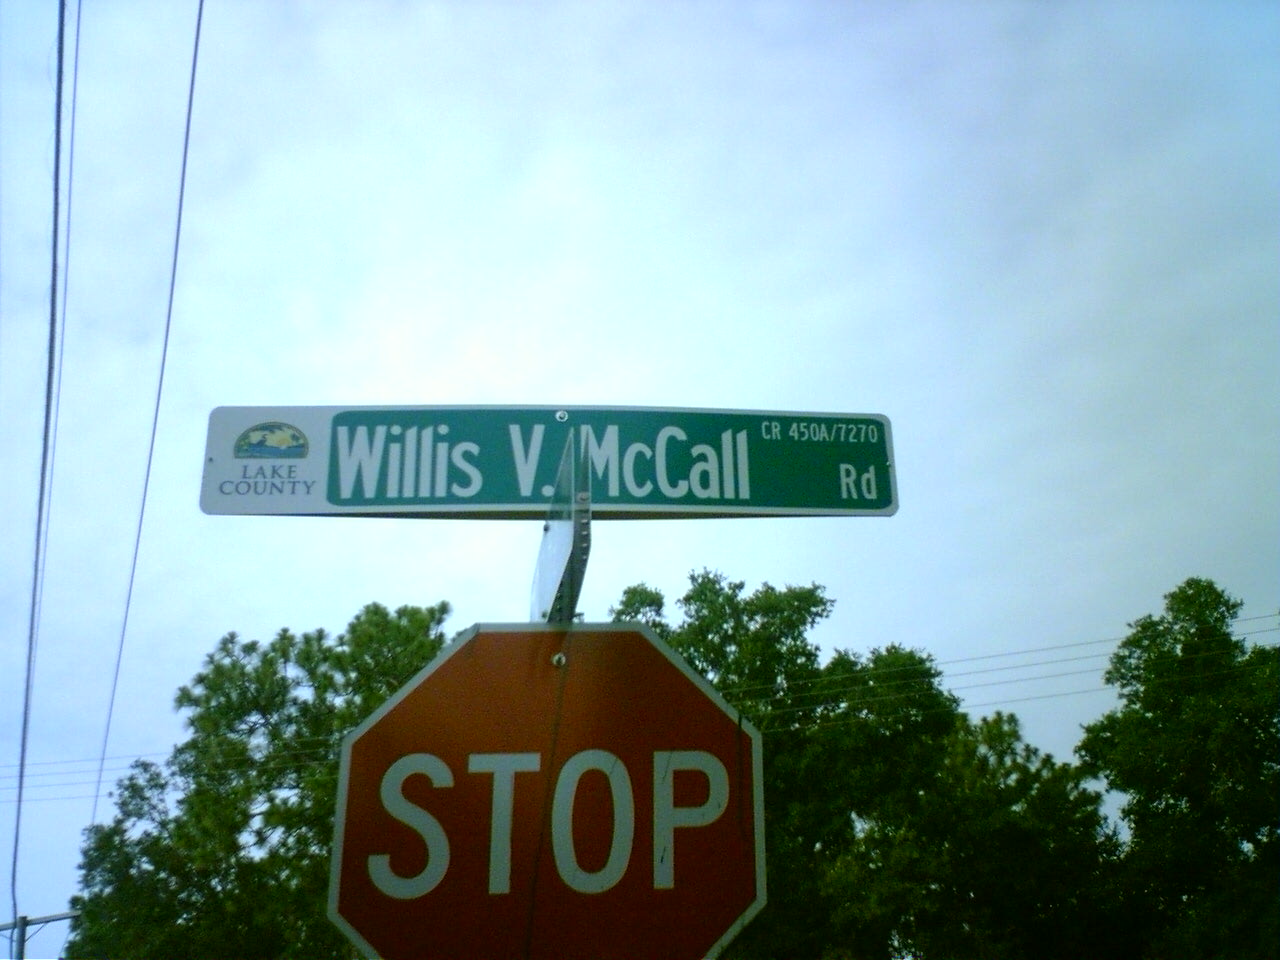 LAKE
COUNTY
Willis V. McCall
CR 450A/7270
Rd
STOP